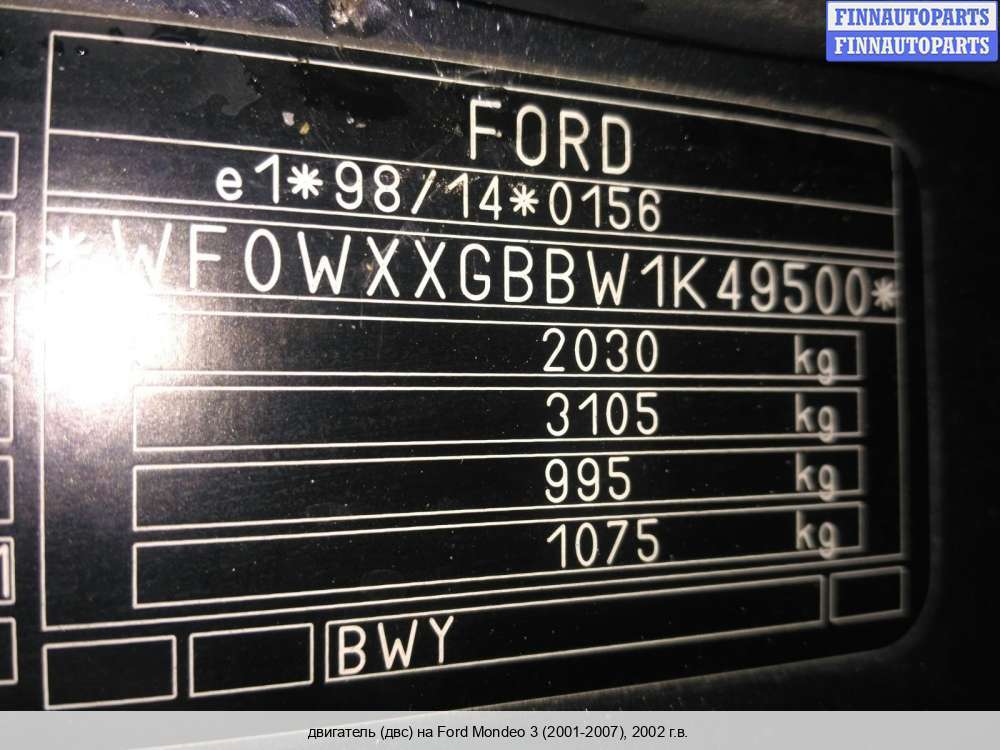 FINNAUTOPARTS
FINNAUTOPARTS
FORD
e1*98/14*0156
*WF0WXXGBBW1K49500*
2030 kg
3105 kg
995 kg
1075 kg
BWY
двигатель (двс) на Ford Mondeo 3 (2001-2007), 2002 г.в.